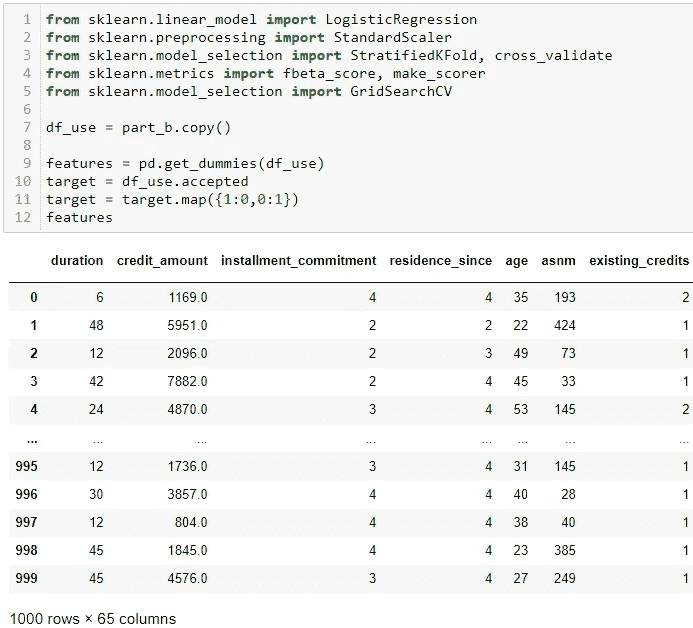 1 from sklearn.linear_model import LogisticRegression
2 from sklearn.preprocessing import StandardScaler
3 from sklearn.model_selection import StratifiedKFold, cross_validate
4 from sklearn.metrics import fbeta_score, make_scorer
5 from sklearn.model_selection import GridSearchCV
6
7 df_use = part_b.copy()
8
9 features = pd.get_dummies(df_use)
10 target = df_use.accepted
11 target = target.map({1:0,0:1})
12 features
duration credit_amount installment_commitment residence_since age asnm existing_credits
0 6 1169.0 4 4 35 193 2
1 48 5951.0 2 2 22 424 1
2 12 2096.0 2 3 49 73 1
3 42 7882.0 2 4 45 33 1
4 24 4870.0 3 4 53 145 2
... ... ... ... ... ... ... ...
995 12 1736.0 3 4 31 145 1
996 30 3857.0 4 4 40 28 1
997 12 804.0 4 4 38 40 1
998 45 1845.0 4 4 23 385 1
999 45 4576.0 3 4 27 249 1
1000 rows × 65 columns